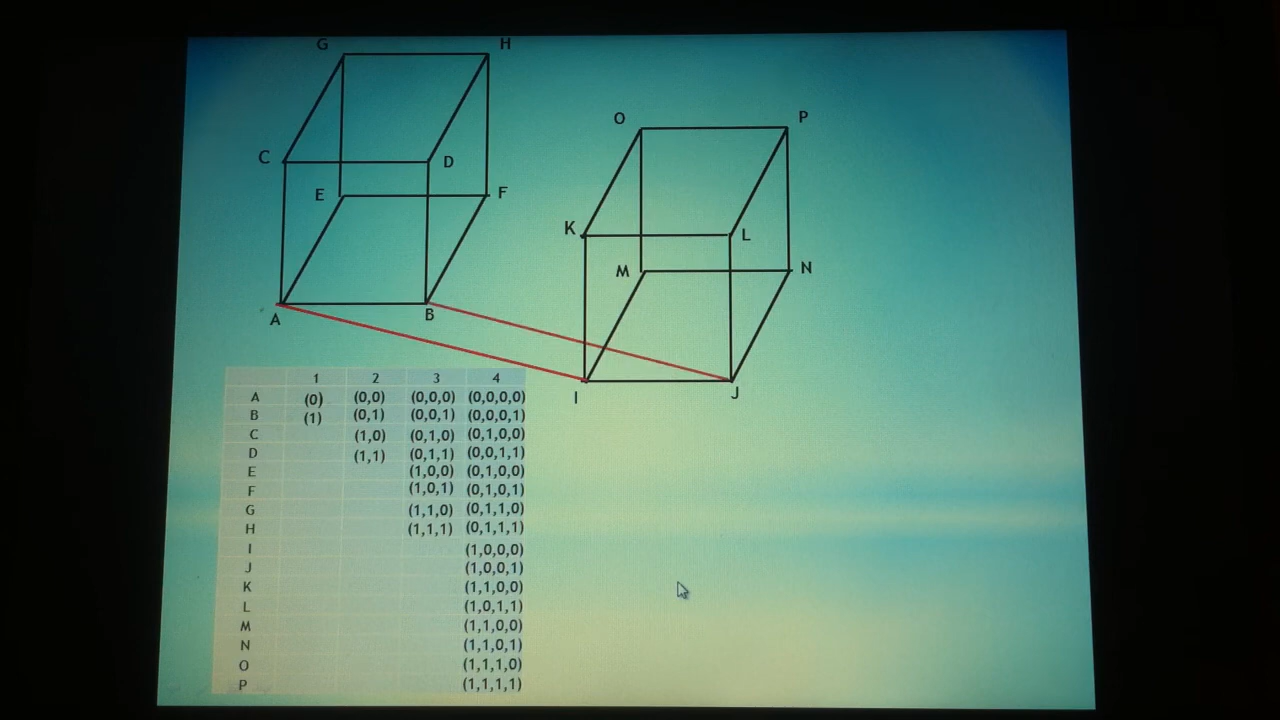 G H
O P
C D
E F
K L
M N
A B
I J
1 2 3 4
A (0) (0,0) (0,0,0) (0,0,0,0)
B (1) (0,1) (0,0,1) (0,0,0,1)
C (1,0) (0,1,0) (0,1,0,0)
D (1,1) (0,1,1) (0,0,1,1)
E (1,0,0) (0,1,0,0)
F (1,0,1) (0,1,0,1)
G (1,1,0) (0,1,1,0)
H (1,1,1) (0,1,1,1)
I (1,0,0,0)
J (1,0,0,1)
K (1,1,0,0)
L (1,0,1,1)
M (1,1,0,0)
N (1,1,0,1)
O (1,1,1,0)
P (1,1,1,1)